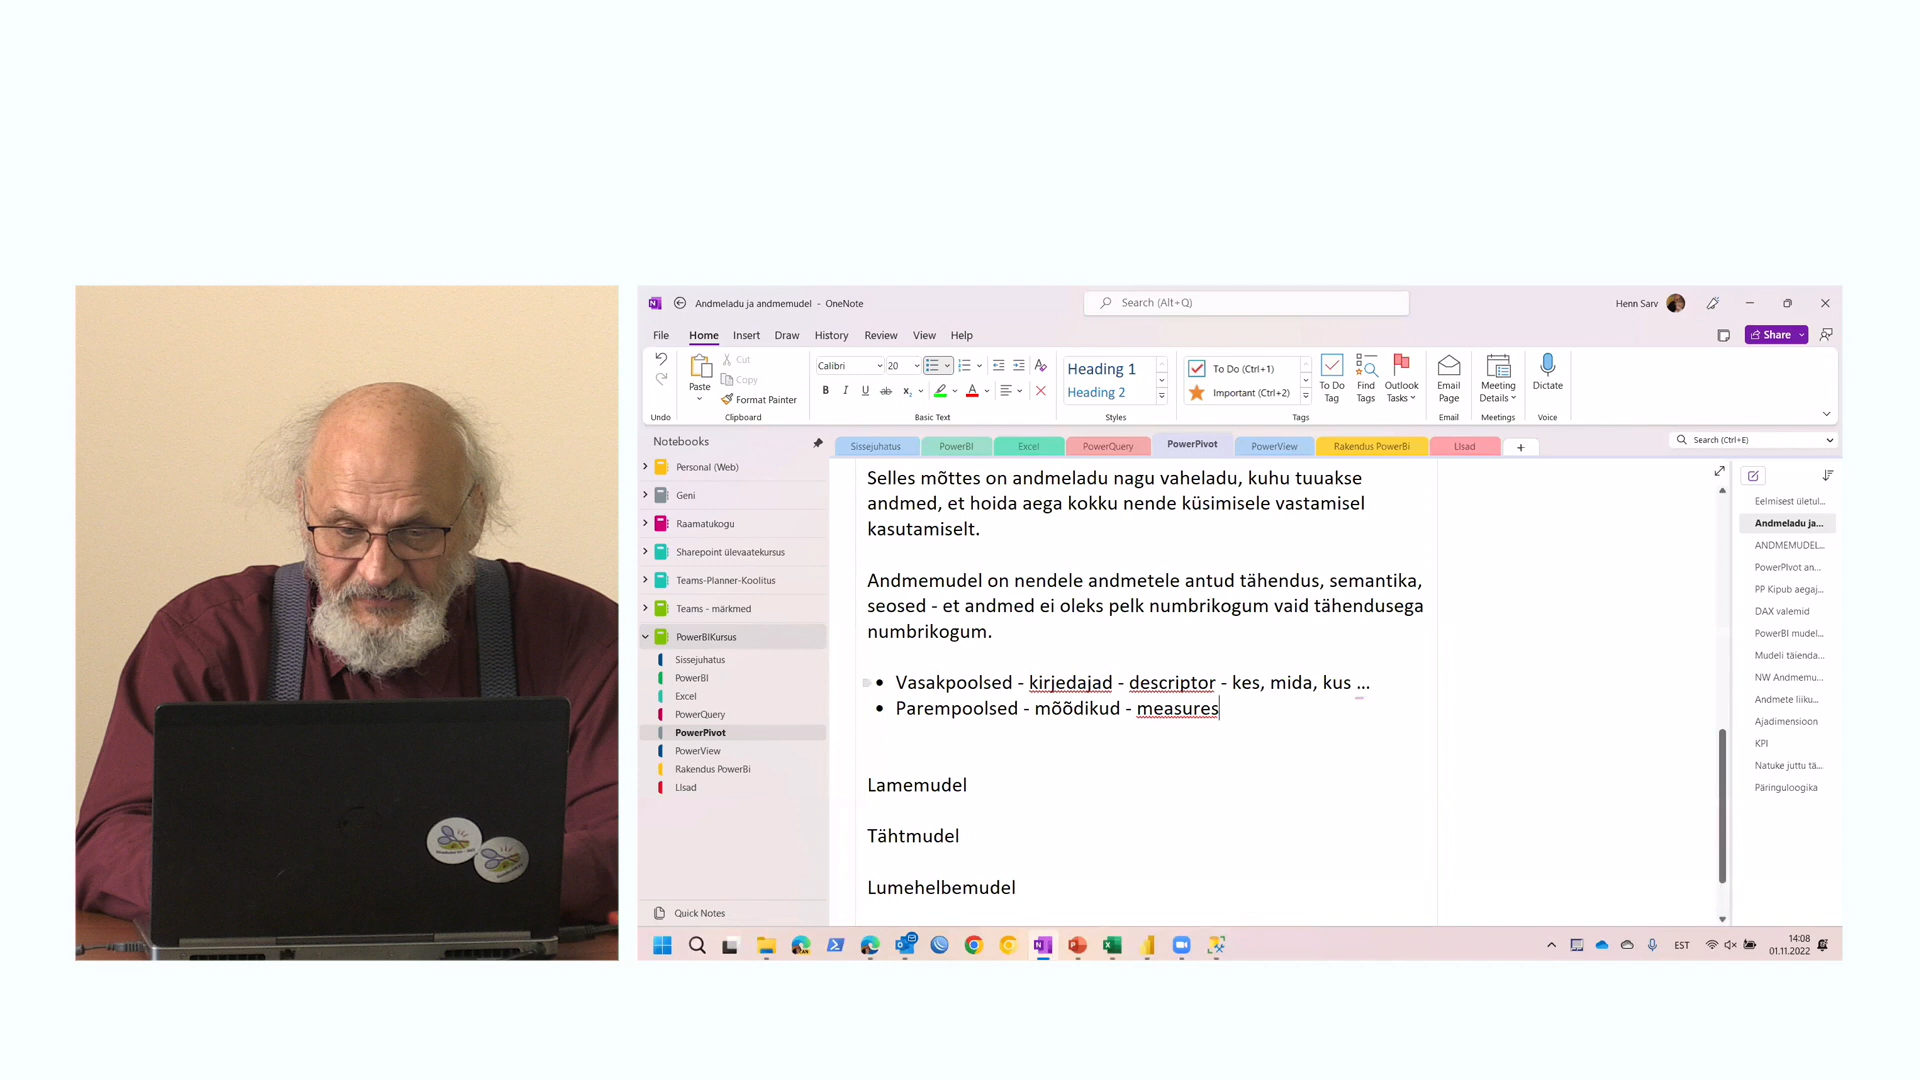 Andmeladu ja andmemudel - OneNote
Search (Alt+Q)
Henn Sarv
File Home Insert Draw History Review View Help
Share
Undo
Paste
Cut
Copy
Format Painter
Clipboard
Calibri 20
B I U ab x₂ A
Basic Text
Heading 1
Heading 2
Styles
To Do (Ctrl+1)
Important (Ctrl+2)
To Do Tag
Find Tags
Outlook Tasks
Tags
Email Page
Email
Meeting Details
Meetings
Dictate
Voice
Notebooks
Personal (Web)
Geni
Raamatukogu
Sharepoint ülevaatekursus
Teams-Planner-Koolitus
Teams - märkmed
PowerBIKursus
Sissejuhatus
PowerBI
Excel
PowerQuery
PowerPivot
PowerView
Rakendus PowerBi
LIsad
Quick Notes
Sissejuhatus PowerBI Excel PowerQuery PowerPivot PowerView Rakendus PowerBi LIsad +
Search (Ctrl+E)
Selles mõttes on andmeladu nagu vaheladu, kuhu tuuakse
andmed, et hoida aega kokku nende küsimisele vastamisel
kasutamiselt.
Andmemudel on nendele andmetele antud tähendus, semantika,
seosed - et andmed ei oleks pelk numbrikogum vaid tähendusega
numbrikogum.
• Vasakpoolsed - kirjedajad - descriptor - kes, mida, kus ...
• Parempoolsed - mõõdikud - measures
Lamemudel
Tähtmudel
Lumehelbemudel
Eelmisest ületul...
Andmeladu ja...
ANDMEMUDEL...
PowerPIvot an...
PP Kipub aegaj...
DAX valemid
PowerBI mudel...
Mudeli täienda...
NW Andmemu...
Andmete liiku...
Ajadimensioon
KPI
Natuke juttu tä...
Päringuloogika
EST
14:08
01.11.2022